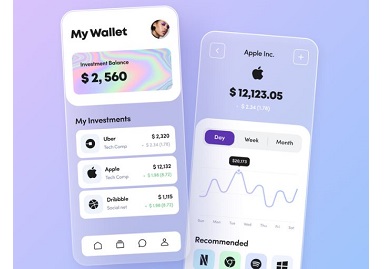 My Wallet
Investment Balance
$ 2,560
My Investments
Uber
$ 2,320
Tech Comp
Apple
$ 12,132
Tech Comp
Dribbble
$ 1,115
Social net
Apple Inc.
$ 12,123.05
Day
Week
Month
Sun
Recommended